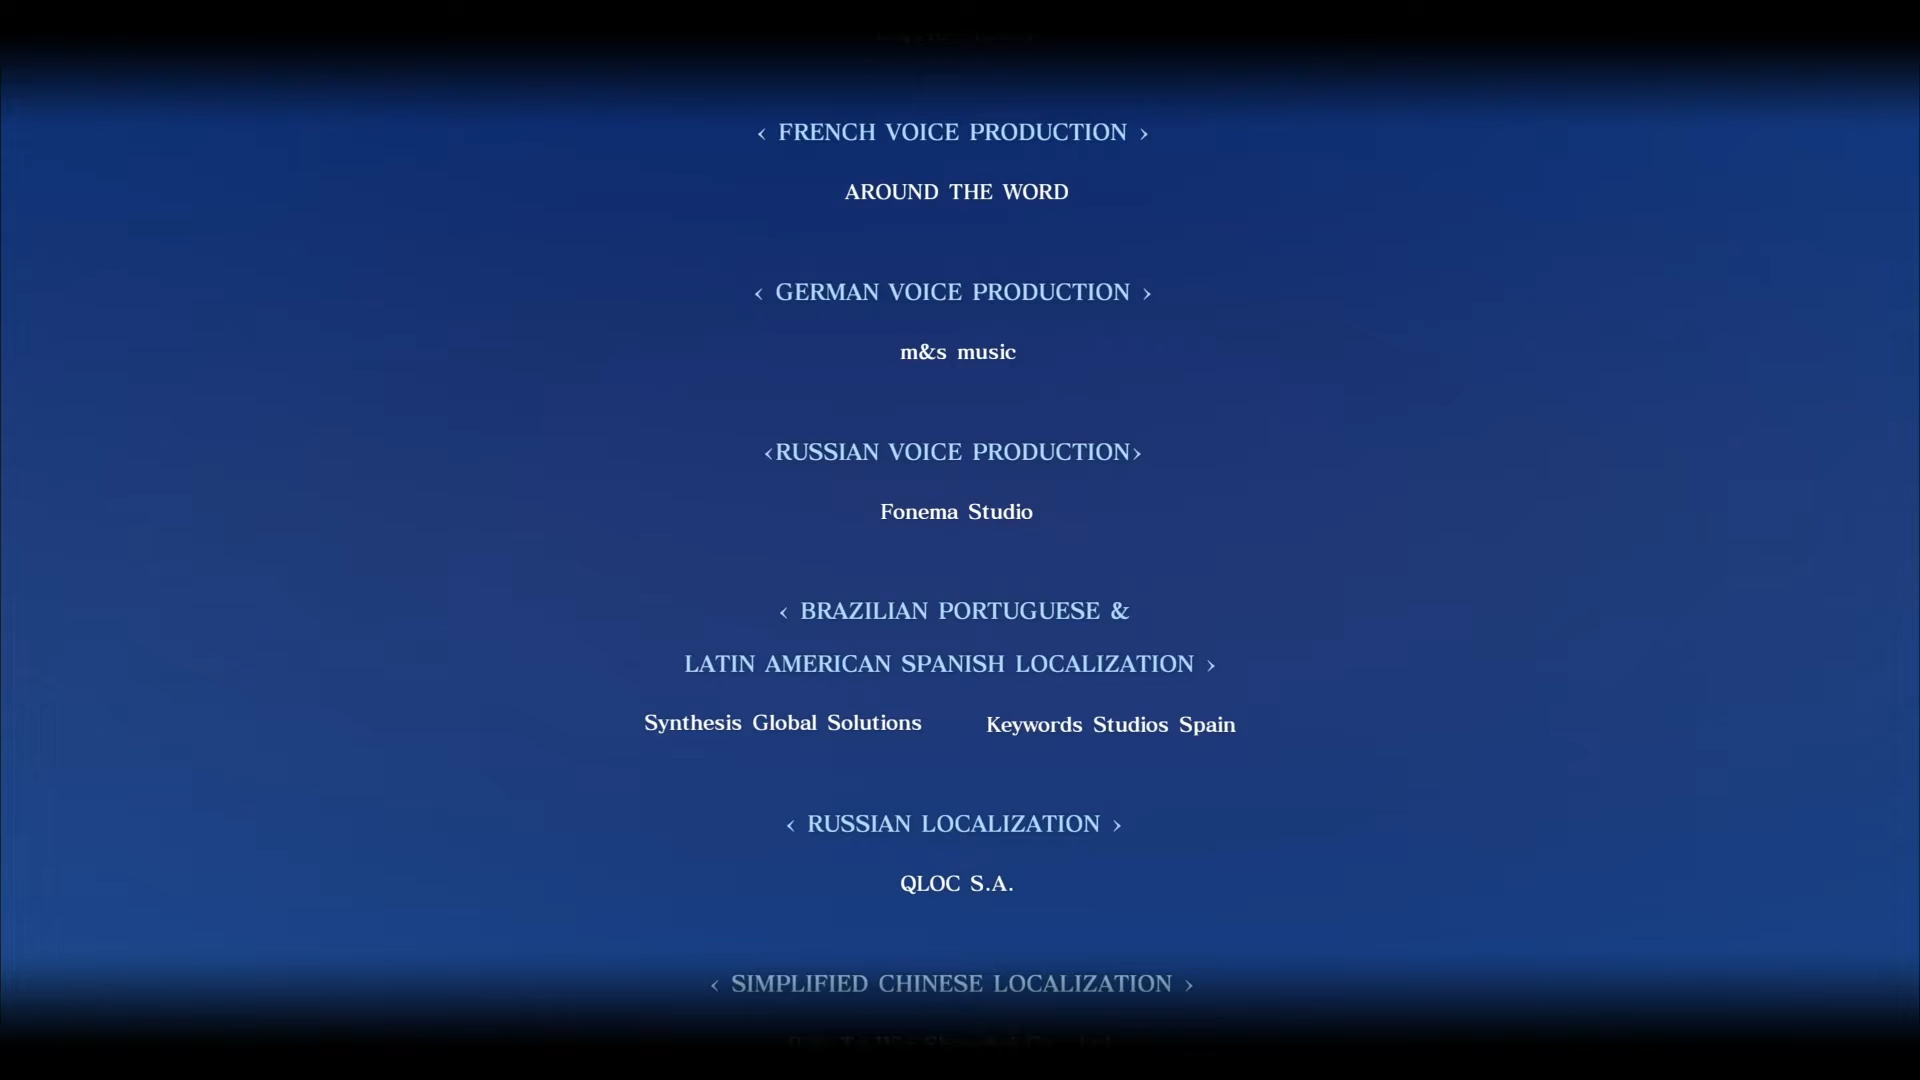 ‹ FRENCH VOICE PRODUCTION ›
AROUND THE WORD
‹ GERMAN VOICE PRODUCTION ›
m&s music
‹RUSSIAN VOICE PRODUCTION›
Fonema Studio
‹ BRAZILIAN PORTUGUESE &
LATIN AMERICAN SPANISH LOCALIZATION ›
Synthesis Global Solutions Keywords Studios Spain
‹ RUSSIAN LOCALIZATION ›
QLOC S.A.
‹ SIMPLIFIED CHINESE LOCALIZATION ›